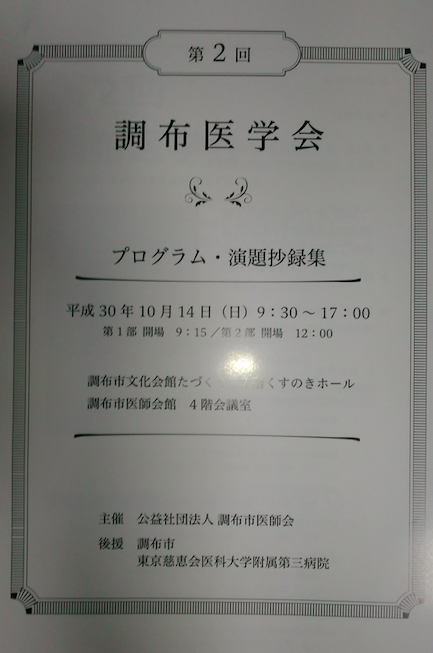 第2回
調布医学会
プログラム・演題抄録集
平成30年10月14日（日）9：30～17：00
第1部 開場 9：15／第2部 開場 12：00
調布市文化会館たづく くすのきホール
調布市医師会館 4階会議室
主催 公益社団法人 調布市医師会
後援 調布市
東京慈恵会医科大学附属第三病院